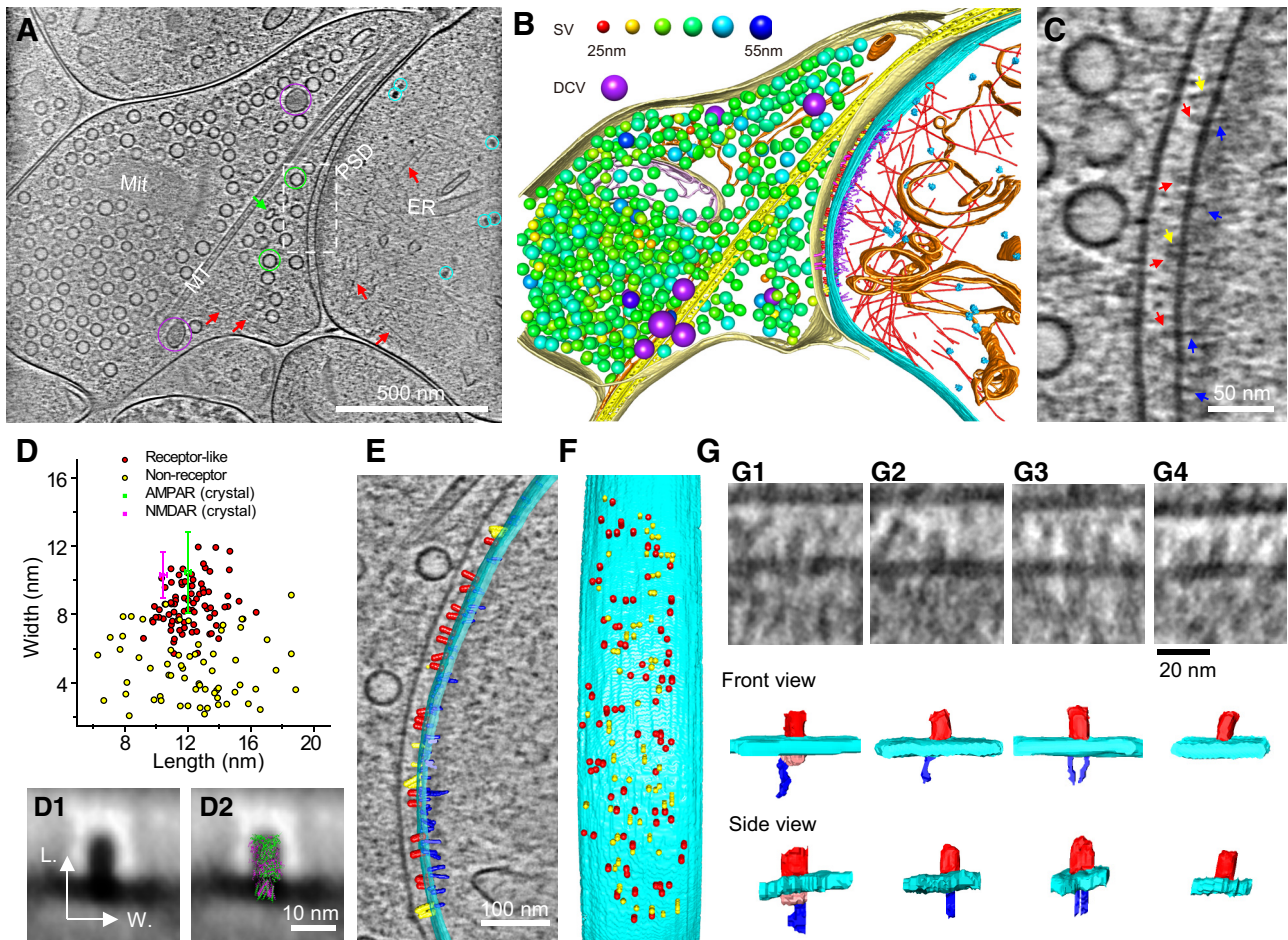 A
Mit
MT
PSD
ER
500 nm
B
SV
25nm
55nm
DCV
C
50 nm
D
Receptor-like
Non-receptor
AMPAR (crystal)
NMDAR (crystal)
Width (nm)
16
12
8
4
8 12 16 20
Length (nm)
D1
L.
W.
D2
10 nm
E
100 nm
F
G
G1 G2 G3 G4
20 nm
Front view
Side view